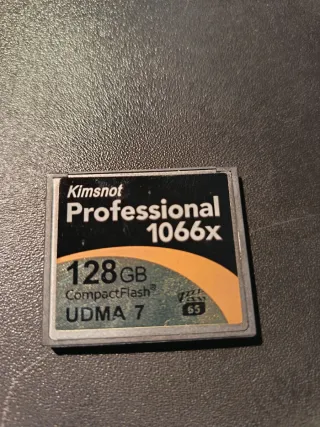 Kimsnot
Professional
1066x
128GB
CompactFlash®
UDMA 7
65